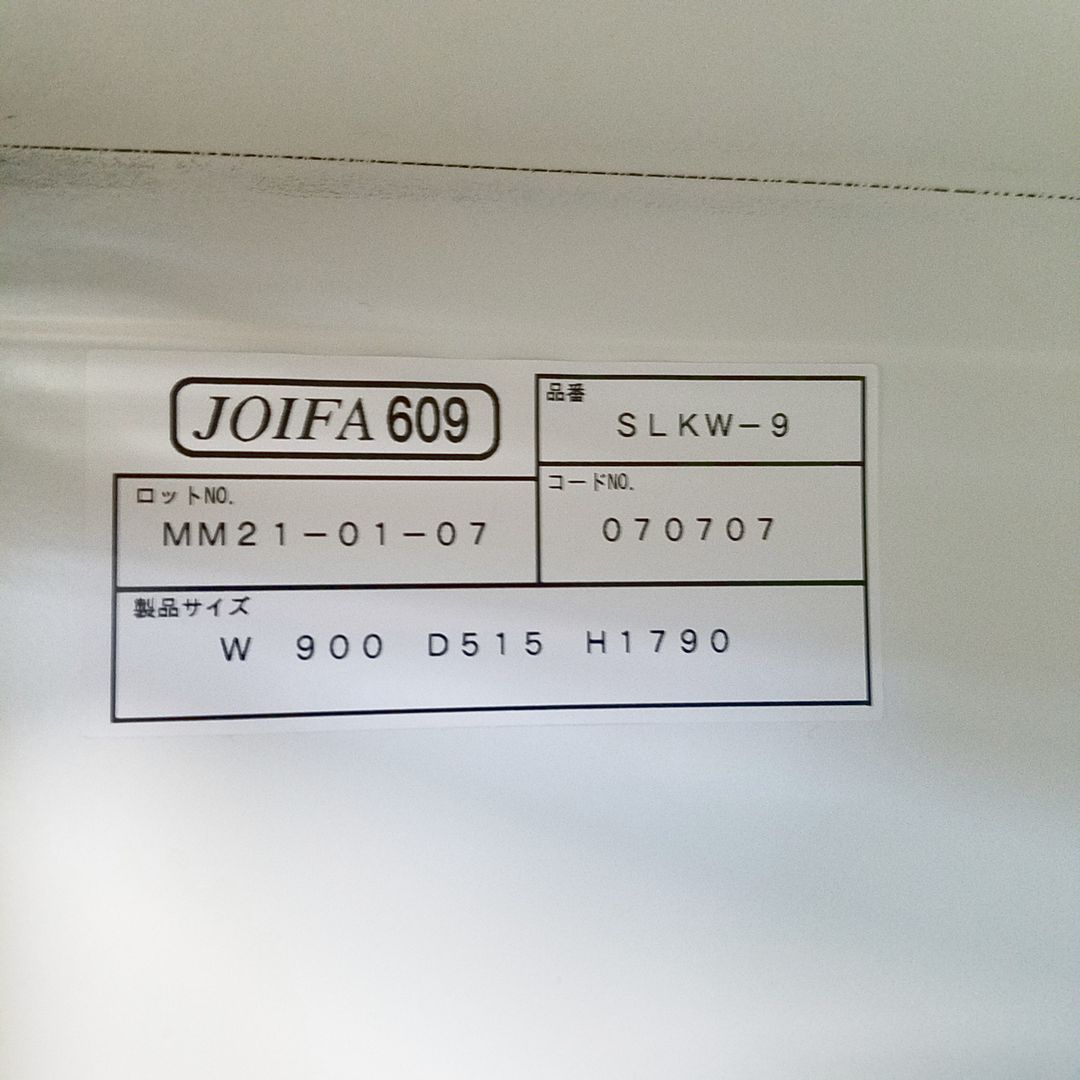 JOIFA 609
品番
SLKW-9
ロットNO.
MM21-01-07
コードNO.
070707
製品サイズ
W 900 D515 H1790